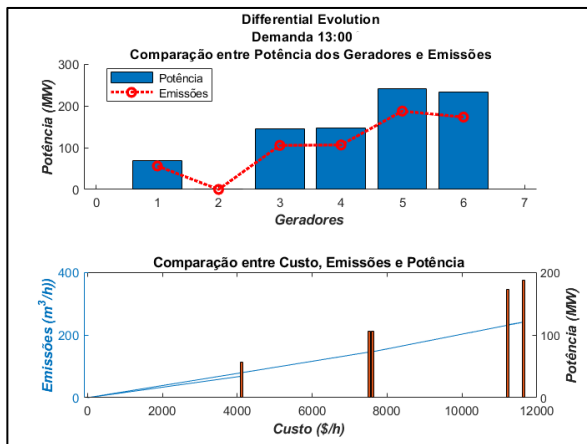 Differential Evolution
Demanda 13:00
Comparação entre Potência dos Geradores e Emissões
Potência (MW)
300
200
100
0
Potência
Emissões
0 1 2 3 4 5 6 7
Geradores
Comparação entre Custo, Emissões e Potência
Emissões (m³/h))
400
200
0
200
100
0
Potência (MW)
0 2000 4000 6000 8000 10000 12000
Custo ($/h)